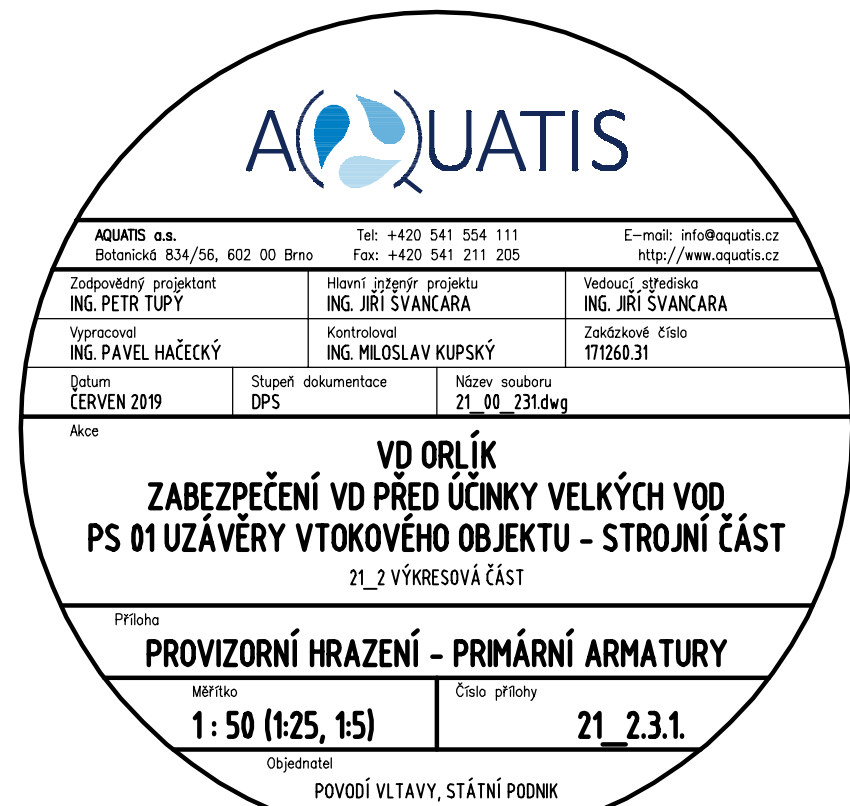 AQUATIS
AQUATIS a.s. Tel: +420 541 554 111 E-mail: info@aquatis.cz
Botanická 834/56, 602 00 Brno Fax: +420 541 211 205 http://www.aquatis.cz
Zodpovědný projektant Hlavní inženýr projektu Vedoucí střediska
ING. PETR TUPÝ ING. JIŘÍ ŠVANCARA ING. JIŘÍ ŠVANCARA
Vypracoval Kontroloval Zakázkové číslo
ING. PAVEL HAČECKÝ ING. MILOSLAV KUPSKÝ 171260.31
Datum Stupeň dokumentace Název souboru
ČERVEN 2019 DPS 21_00_231.dwg
Akce
VD ORLÍK
ZABEZPEČENÍ VD PŘED ÚČINKY VELKÝCH VOD
PS 01 UZÁVĚRY VTOKOVÉHO OBJEKTU - STROJNÍ ČÁST
21_2 VÝKRESOVÁ ČÁST
Příloha
PROVIZORNÍ HRAZENÍ - PRIMÁRNÍ ARMATURY
Měřítko Číslo přílohy
1 : 50 (1:25, 1:5) 21_2.3.1.
Objednatel
POVODÍ VLTAVY, STÁTNÍ PODNIK